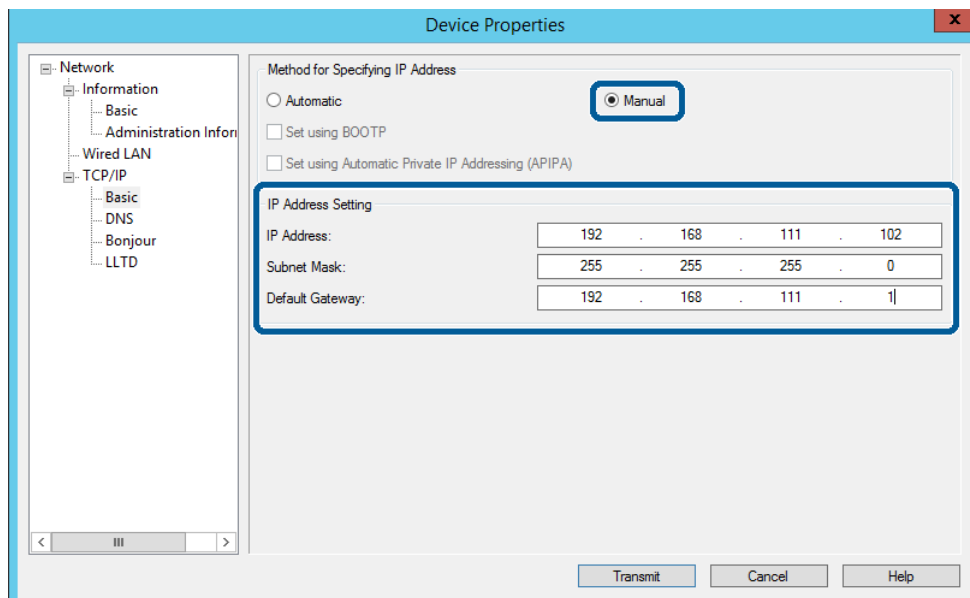 Device Properties
x
Network
Information
Basic
Administration Infor
Wired LAN
TCP/IP
Basic
DNS
Bonjour
LLTD
Method for Specifying IP Address
Automatic
Manual
Set using BOOTP
Set using Automatic Private IP Addressing (APIPA)
IP Address Setting
IP Address: 192 . 168 . 111 . 102
Subnet Mask: 255 . 255 . 255 . 0
Default Gateway: 192 . 168 . 111 . 1
Transmit Cancel Help